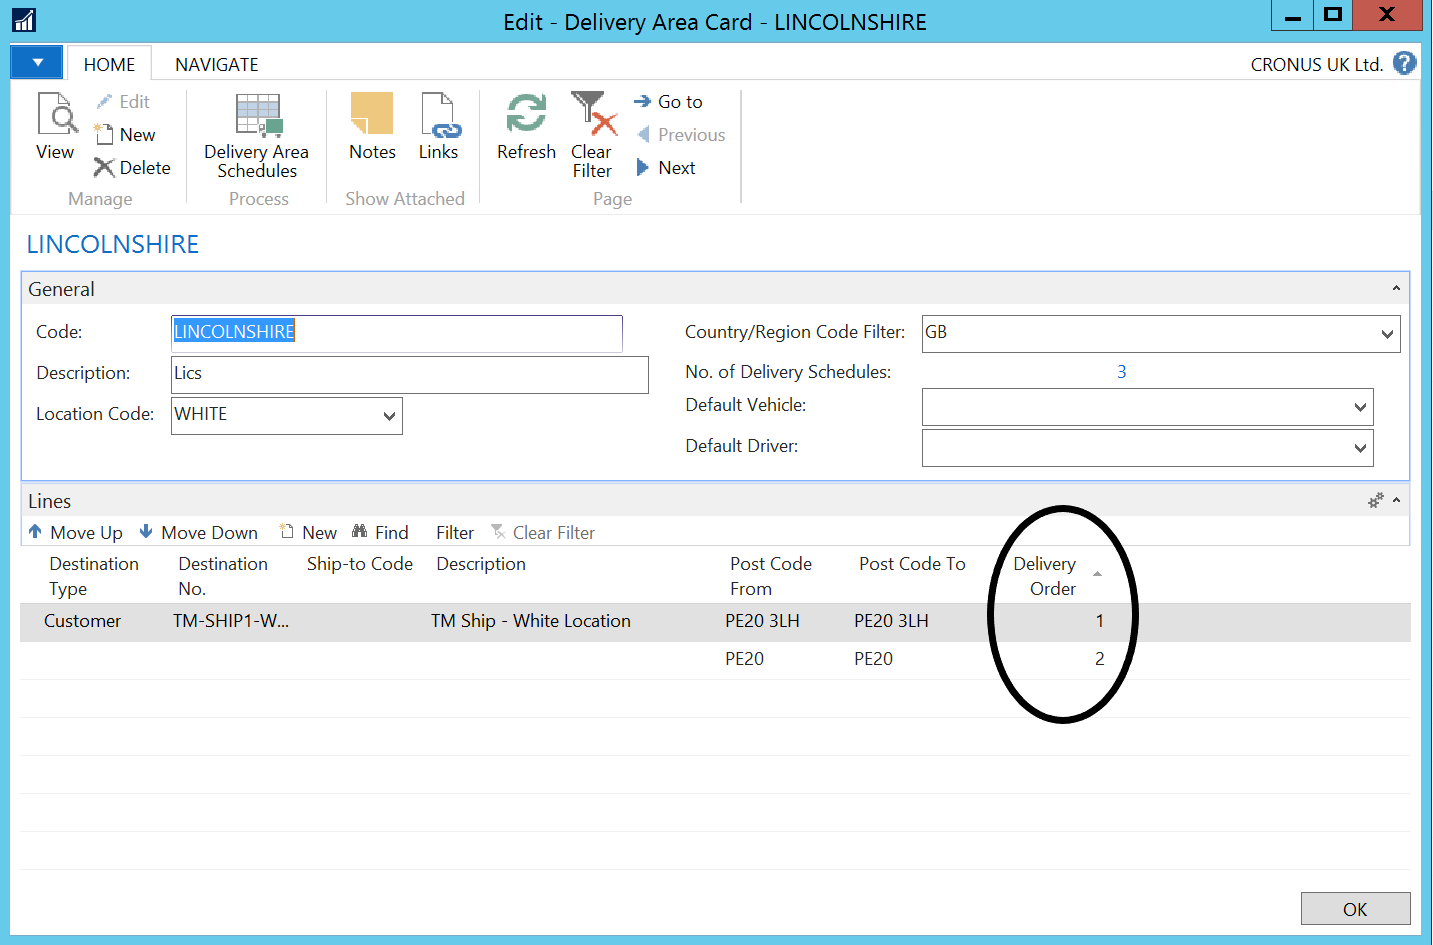 Edit - Delivery Area Card - LINCOLNSHIRE
HOME NAVIGATE CRONUS UK Ltd. ?
View
Edit
New
Delete
Manage
Delivery Area
Schedules
Process
Notes Links
Show Attached
Refresh
Clear
Filter
Go to
Previous
Next
Page
LINCOLNSHIRE
General
Code: LINCOLNSHIRE
Description: Lics
Location Code: WHITE
Country/Region Code Filter: GB
No. of Delivery Schedules: 3
Default Vehicle:
Default Driver:
Lines
Move Up Move Down New Find Filter Clear Filter
Destination Type Destination No. Ship-to Code Description Post Code From Post Code To Delivery Order
Customer TM-SHIP1-W... TM Ship - White Location PE20 3LH PE20 3LH 1
PE20 PE20 2
OK